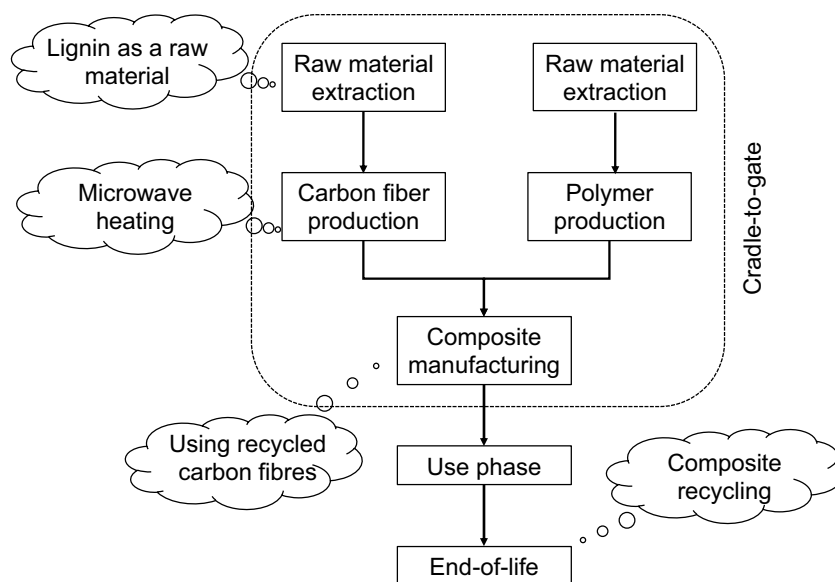 Lignin as a raw
material
Raw material
extraction
Raw material
extraction
Microwave
heating
Carbon fiber
production
Polymer
production
Cradle-to-gate
Composite
manufacturing
Using recycled
carbon fibres
Use phase
Composite
recycling
End-of-life